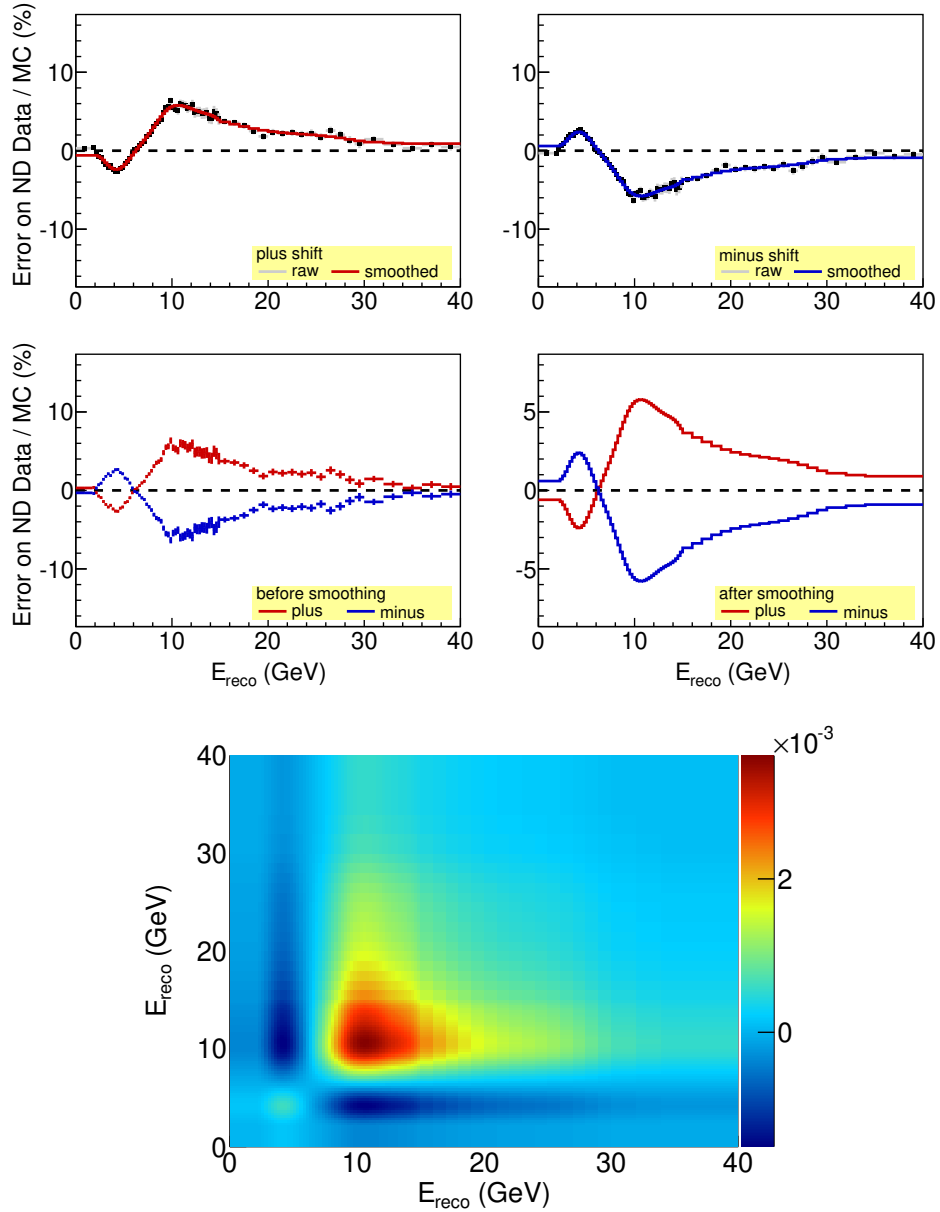 Error on ND Data / MC (%)
10
0
-10
plus shift
raw smoothed
0 10 20 30 40
10
0
-10
minus shift
raw smoothed
0 10 20 30 40
Error on ND Data / MC (%)
10
0
-10
before smoothing
plus minus
0 10 20 30 40
E_reco (GeV)
5
0
-5
after smoothing
plus minus
0 10 20 30 40
E_reco (GeV)
×10^-3
40
30
20
10
0
E_reco (GeV)
2
0
0 10 20 30 40
E_reco (GeV)